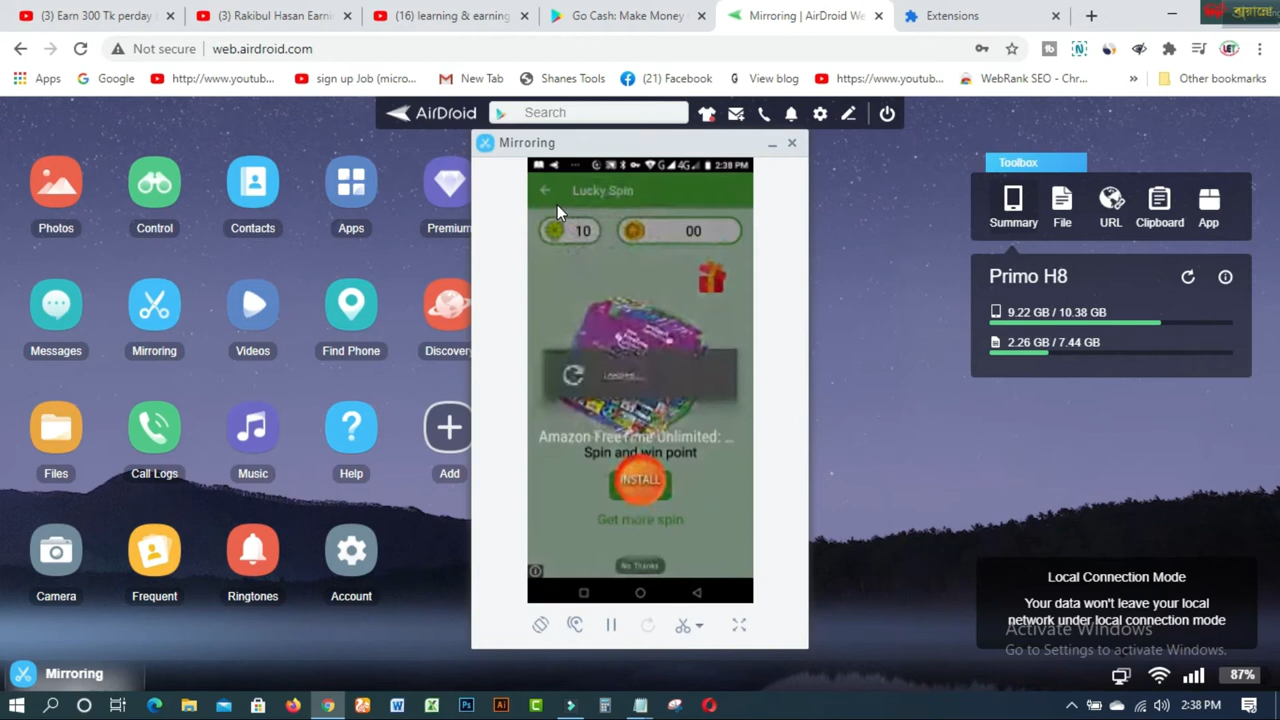 (3) Earn 300 Tk perday
(3) Rakibul Hasan Earni
(16) learning & earning
Go Cash: Make Money
Mirroring | AirDroid We
Extensions
Not secure
web.airdroid.com
Apps
Google
http://www.youtub...
sign up Job (micro...
New Tab
Shanes Tools
(21) Facebook
View blog
https://www.youtu...
WebRank SEO - Chr...
»
Other bookmarks
AirDroid
Search
Mirroring
2:38 PM
Lucky Spin
10
00
Amazon FreeTime Unlimited: ...
Spin and win point
INSTALL
Get more spin
No Thanks
Photos
Control
Contacts
Apps
Premium
Messages
Mirroring
Videos
Find Phone
Discovery
Files
Call Logs
Music
Help
Add
Camera
Frequent
Ringtones
Account
Toolbox
Summary
File
URL
Clipboard
App
Primo H8
9.22 GB / 10.38 GB
2.26 GB / 7.44 GB
Local Connection Mode
Your data won't leave your local
network under local connection mode
Activate Windows
Go to Settings to activate Windows.
Mirroring
87%
2:38 PM